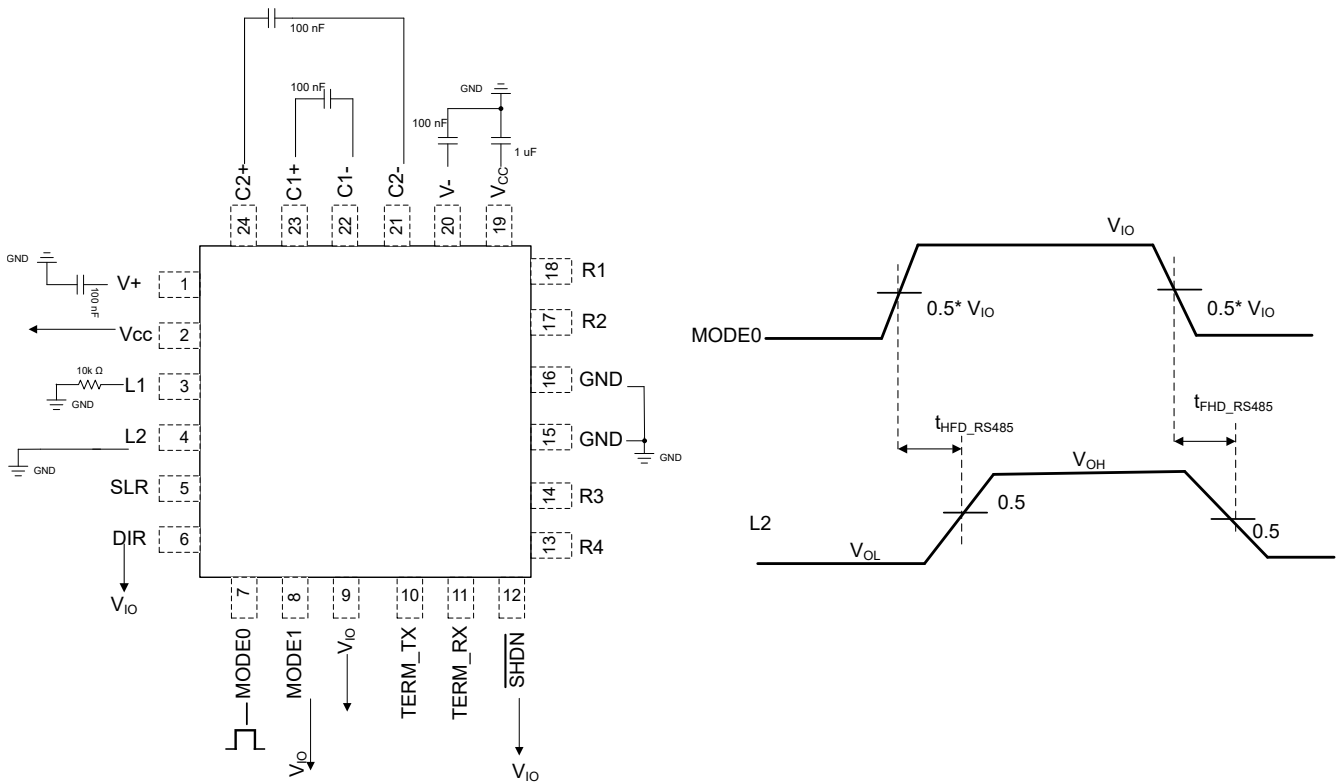 100 nF
100 nF
GND
100 nF
1 uF
C2+
C1+
C1-
C2-
V-
VCC
24
23
22
21
20
19
GND
100 nF
V+
1
Vcc
2
10k Ω
GND
L1
3
GND
L2
4
SLR
5
DIR
6
VIO
18
R1
17
R2
16
GND
15
GND
GND
14
R3
13
R4
7
8
9
10
11
12
MODE0
MODE1
VIO
TERM_TX
TERM_RX
SHDN
VIO
VIO
VIO
0.5* VIO
0.5* VIO
MODE0
tHFD_RS485
tFHD_RS485
VOH
0.5
0.5
L2
VOL